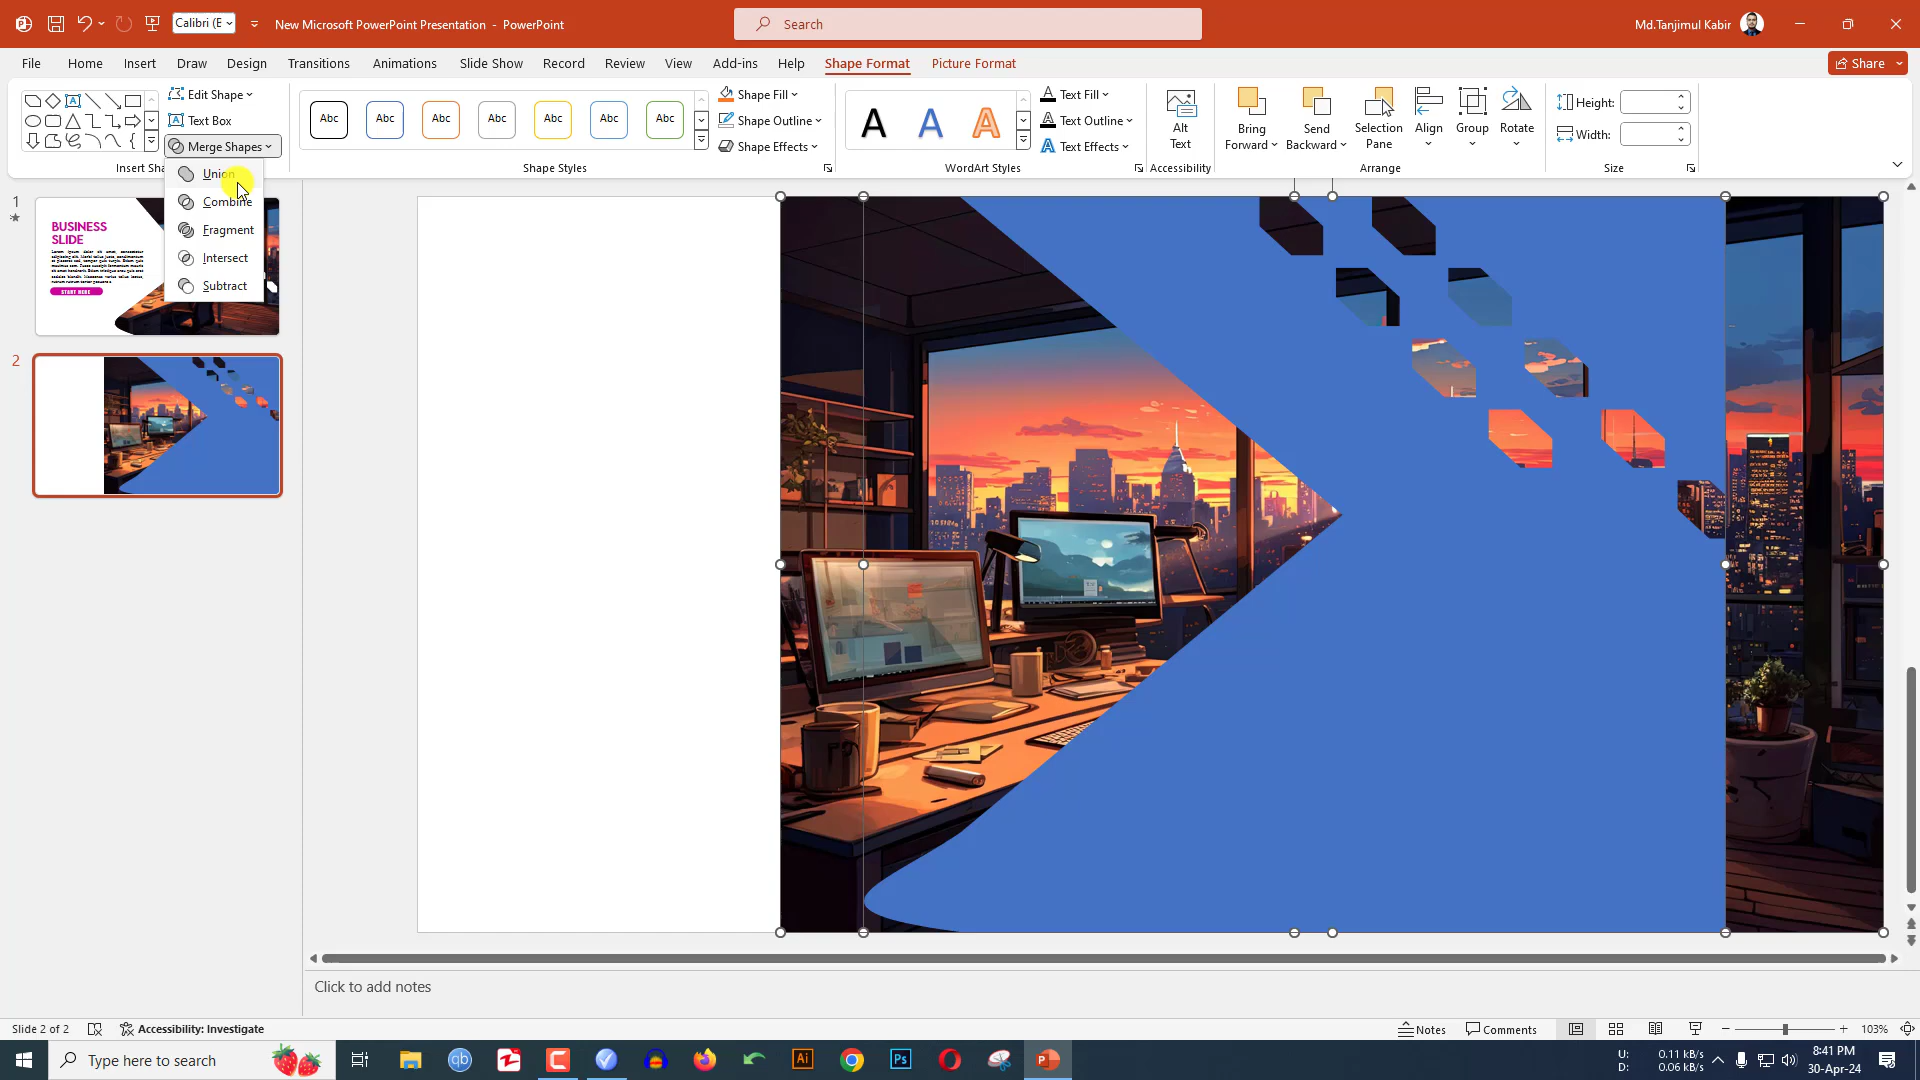 Calibri (E
New Microsoft PowerPoint Presentation - PowerPoint
Search
Md.Tanjimul Kabir
File Home Insert Draw Design Transitions Animations Slide Show Record Review View Add-ins Help Shape Format Picture Format
Share
Edit Shape
Text Box
Merge Shapes
Insert Sha
Abc Abc Abc Abc Abc Abc Abc
Shape Fill
Shape Outline
Shape Effects
Shape Styles
A A A
Text Fill
Text Outline
Text Effects
WordArt Styles
Alt
Text
Accessibility
Bring
Forward
Send
Backward
Selection
Pane
Align
Group
Rotate
Arrange
Height:
Width:
Size
Union
Combine
Fragment
Intersect
Subtract
1
BUSINESS
SLIDE
START HERE
2
Click to add notes
Slide 2 of 2
Accessibility: Investigate
Notes
Comments
103%
Type here to search
qb
Ai
Ps
U: 0.11 kB/s
D: 0.06 kB/s
8:41 PM
30-Apr-24